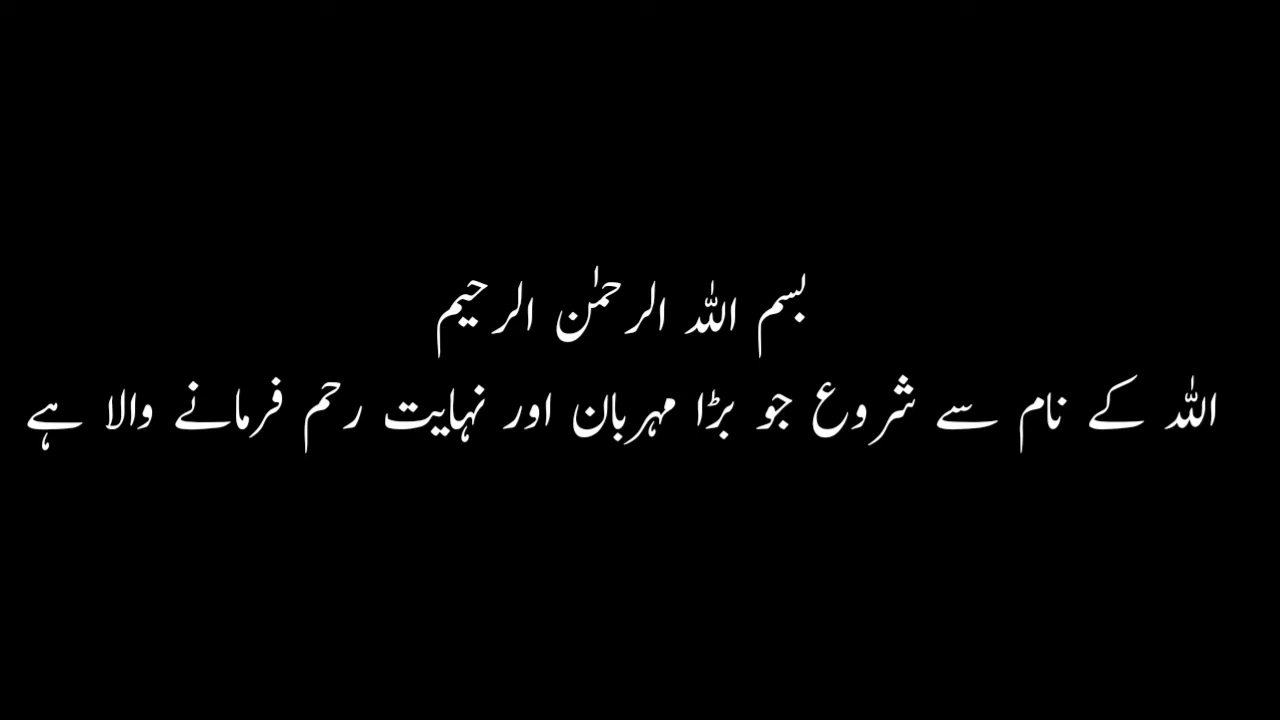 بسم اللہ الرحمٰن الرحیم
اللہ کے نام سے شروع جو بڑا مہربان اور نہایت رحم فرمانے والا ہے